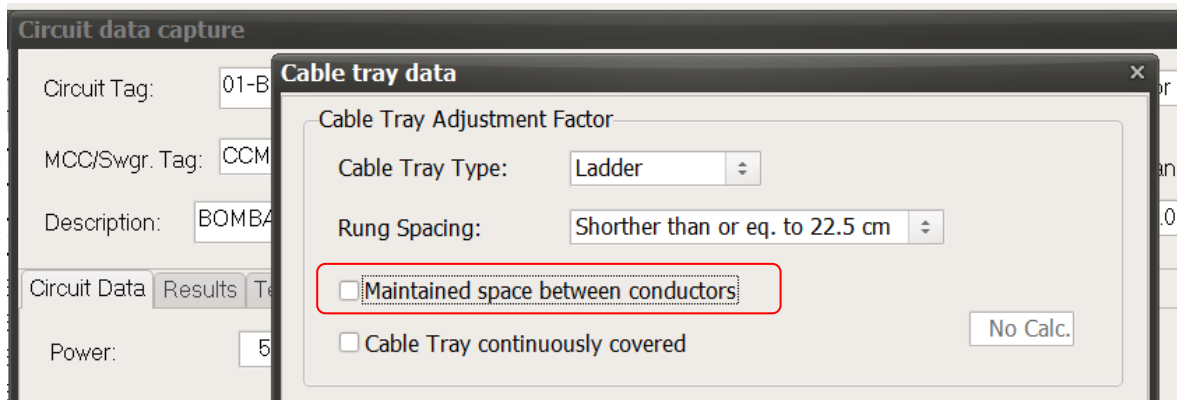 Circuit data capture
Circuit Tag: 01-B
Cable tray data
Cable Tray Adjustment Factor
MCC/Swgr. Tag: CCM
Cable Tray Type: Ladder
Description: BOMBA
Rung Spacing: Shorther than or eq. to 22.5 cm
.0
Circuit Data Results
Maintained space between conductors
Power: 5
Cable Tray continuously covered
No Calc.